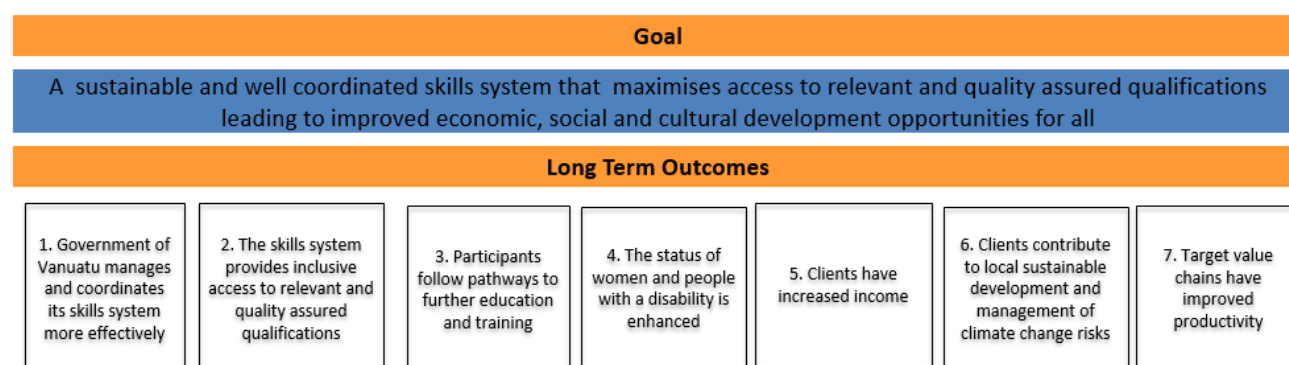 Goal
A sustainable and well coordinated skills system that maximises access to relevant and quality assured qualifications
leading to improved economic, social and cultural development opportunities for all
Long Term Outcomes
1. Government of
Vanuatu manages
and coordinates
its skills system
more effectively
2. The skills system
provides inclusive
access to relevant and
quality assured
qualifications
3. Participants
follow pathways to
further education
and training
4. The status of
women and people
with a disability is
enhanced
5. Clients have
increased income
6. Clients contribute
to local sustainable
development and
management of
climate change risks
7. Target value
chains have
improved
productivity